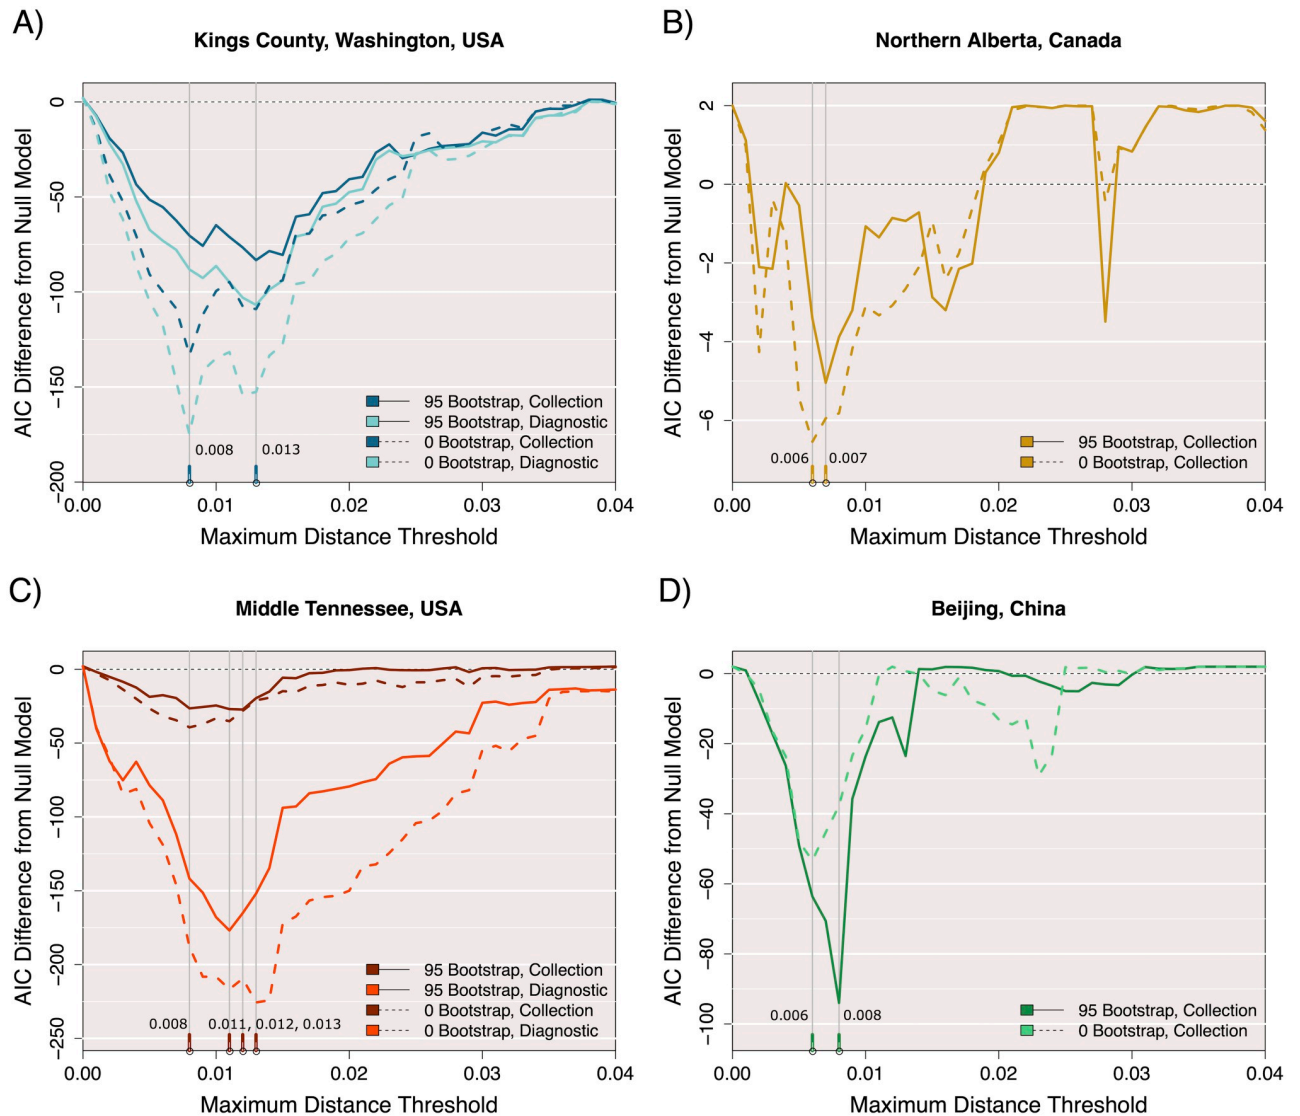 A)
Kings County, Washington, USA
AIC Difference from Null Model
0
50
−100
−150
−200
95 Bootstrap, Collection
95 Bootstrap, Diagnostic
0 Bootstrap, Collection
0 Bootstrap, Diagnostic
0.008
0.013
0.00
0.01
0.02
0.03
0.04
Maximum Distance Threshold
B)
Northern Alberta, Canada
AIC Difference from Null Model
2
0
−2
−4
−6
95 Bootstrap, Collection
0 Bootstrap, Collection
0.006
0.007
0.00
0.01
0.02
0.03
0.04
Maximum Distance Threshold
C)
Middle Tennessee, USA
AIC Difference from Null Model
0
50
−100
−150
−200
−250
95 Bootstrap, Collection
95 Bootstrap, Diagnostic
0 Bootstrap, Collection
0 Bootstrap, Diagnostic
0.008
0.011, 0.012, 0.013
0.00
0.01
0.02
0.03
0.04
Maximum Distance Threshold
D)
Beijing, China
AIC Difference from Null Model
0
−20
−40
−60
−80
−100
95 Bootstrap, Collection
0 Bootstrap, Collection
0.006
0.008
0.00
0.01
0.02
0.03
0.04
Maximum Distance Threshold